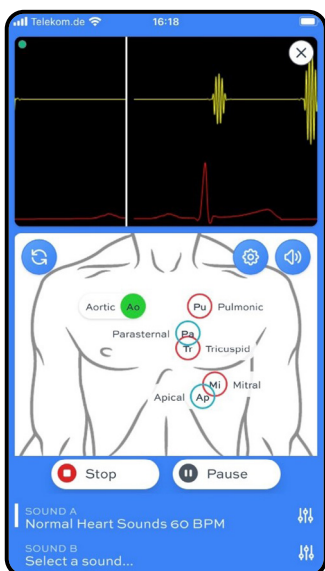 Telekom.de 16:18
Aortic Ao Pu Pulmonic
Parasternal Pa
Tr Tricuspid
Mi Mitral
Apical Ap
Stop Pause
SOUND A
Normal Heart Sounds 60 BPM
SOUND B
Select a sound...